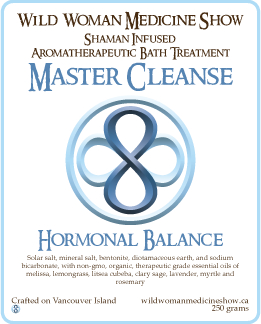 Wild Woman Medicine Show
Shaman Infused
Aromatherapeutic Bath Treatment
Master Cleanse
Hormonal Balance
Solar salt, mineral salt, bentonite, diotamaceous earth, and sodium
bicarbonate, with non-gmo, organic, therapeutic grade essential oils of
melissa, lemongrass, litsea cubeba, clary sage, lavender, myrtle and
rosemary
Crafted on Vancouver Island wildwomanmedicineshow.ca
250 grams